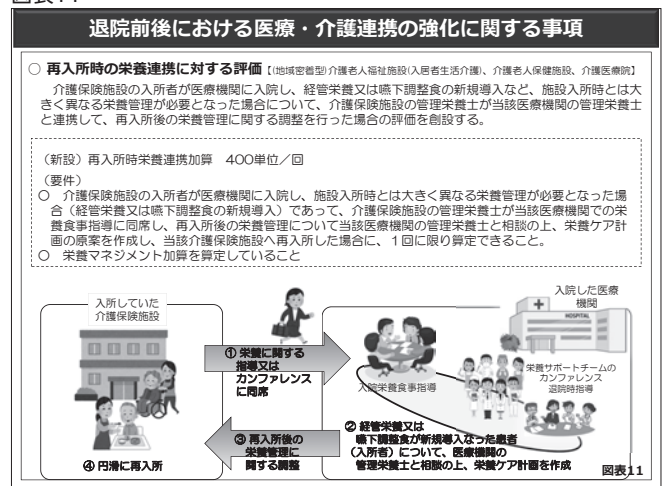 図表11
退院前後における医療・介護連携の強化に関する事項
○ 再入所時の栄養連携に対する評価【(地域密着型)介護老人福祉施設(入居者生活介護)、介護老人保健施設、介護医療院】
介護保険施設の入所者が医療機関に入院し、経管栄養又は嚥下調整食の新規導入など、施設入所時とは大
きく異なる栄養管理が必要となった場合について、介護保険施設の管理栄養士が当該医療機関の管理栄養士
と連携して、再入所後の栄養管理に関する調整を行った場合の評価を創設する。
(新設) 再入所時栄養連携加算 400単位/回
(要件)
○ 介護保険施設の入所者が医療機関に入院し、施設入所時とは大きく異なる栄養管理が必要となった場
合(経管栄養又は嚥下調整食の新規導入)であって、介護保険施設の管理栄養士が当該医療機関での栄
養食事指導に同席し、再入所後の栄養管理について当該医療機関の管理栄養士と相談の上、栄養ケア計
画の原案を作成し、当該介護保険施設へ再入所した場合に、1回に限り算定できること。
○ 栄養マネジメント加算を算定していること
入所していた
介護保険施設
入院した医療
機関
HOSPITAL
① 栄養に関する
指導又は
カンファレンス
に同席
入院栄養食事指導
栄養サポートチームの
カンファレンス
退院時指導
② 経管栄養又は
嚥下調整食が新規導入なった患者
(入所者)について、医療機関の
管理栄養士と相談の上、栄養ケア計画を作成
③ 再入所後の
栄養管理に
関する調整
④ 円滑に再入所
図表11